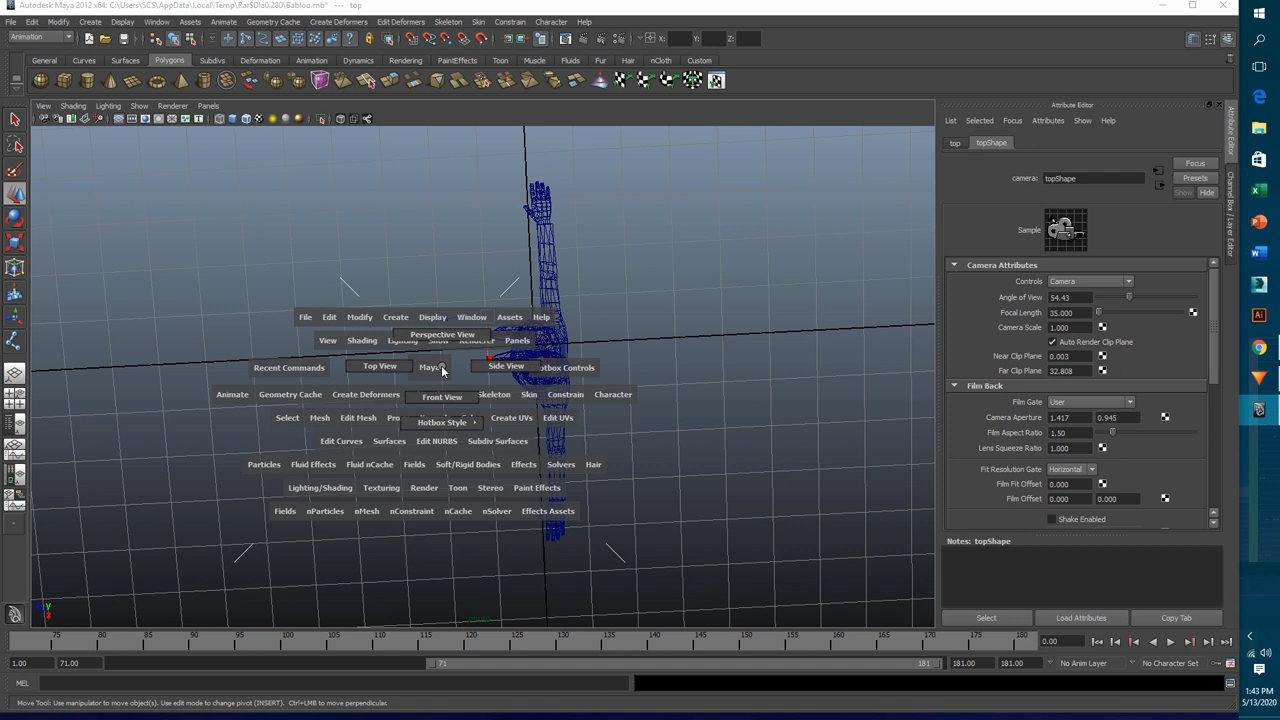 Autodesk Maya 2012 x64: C:\Users\SCS\AppData\Local\Temp\Rar$DIa0.280\Babloo.mb* --- top
File Edit Modify Create Display Window Assets Animate Geometry Cache Create Deformers Edit Deformers Skeleton Skin Constrain Character Help
Animation X: Y: Z:
General Curves Surfaces Polygons Subdivs Deformation Animation Dynamics Rendering PaintEffects Toon Muscle Fluids Fur Hair nCloth Custom
View Shading Lighting Show Renderer Panels
Attribute Editor
List Selected Focus Attributes Show Help
top topShape
Focus
camera: topShape Presets
Show Hide
Sample
Attribute Editor
Channel Box / Layer Editor
Camera Attributes
Controls Camera
Angle of View 54.43
Focal Length 35.000
Camera Scale 1.000
Auto Render Clip Plane
Near Clip Plane 0.003
Far Clip Plane 32.808
Film Back
Film Gate User
Camera Aperture 1.417 0.945
Film Aspect Ratio 1.50
Lens Squeeze Ratio 1.000
Fit Resolution Gate Horizontal
Film Fit Offset 0.000
Film Offset 0.000 0.000
Shake Enabled
Notes: topShape
Select Load Attributes Copy Tab
File Edit Modify Create Display Window Assets Help
Perspective View
View Shading Lighting Show Renderer Panels
Recent Commands Top View Maya Side View Hotbox Controls
Animate Geometry Cache Create Deformers Front View Skeleton Skin Constrain Character
Select Mesh Edit Mesh Hotbox Style Create UVs Edit UVs
Edit Curves Surfaces Edit NURBS Subdiv Surfaces
Particles Fluid Effects Fluid nCache Fields Soft/Rigid Bodies Effects Solvers Hair
Lighting/Shading Texturing Render Toon Stereo Paint Effects
Fields nParticles nMesh nConstraint nCache nSolver Effects Assets
y
75 80 85 90 95 100 105 110 115 120 125 130 135 140 145 150 155 160 165 170 175 180 0.00
1.00 71.00 71 181 181.00 181.00 No Anim Layer No Character Set
MEL
Move Tool: Use manipulator to move object(s). Use edit mode to change pivot (INSERT). Ctrl+LMB to move perpendicular.
1:43 PM
5/13/2020